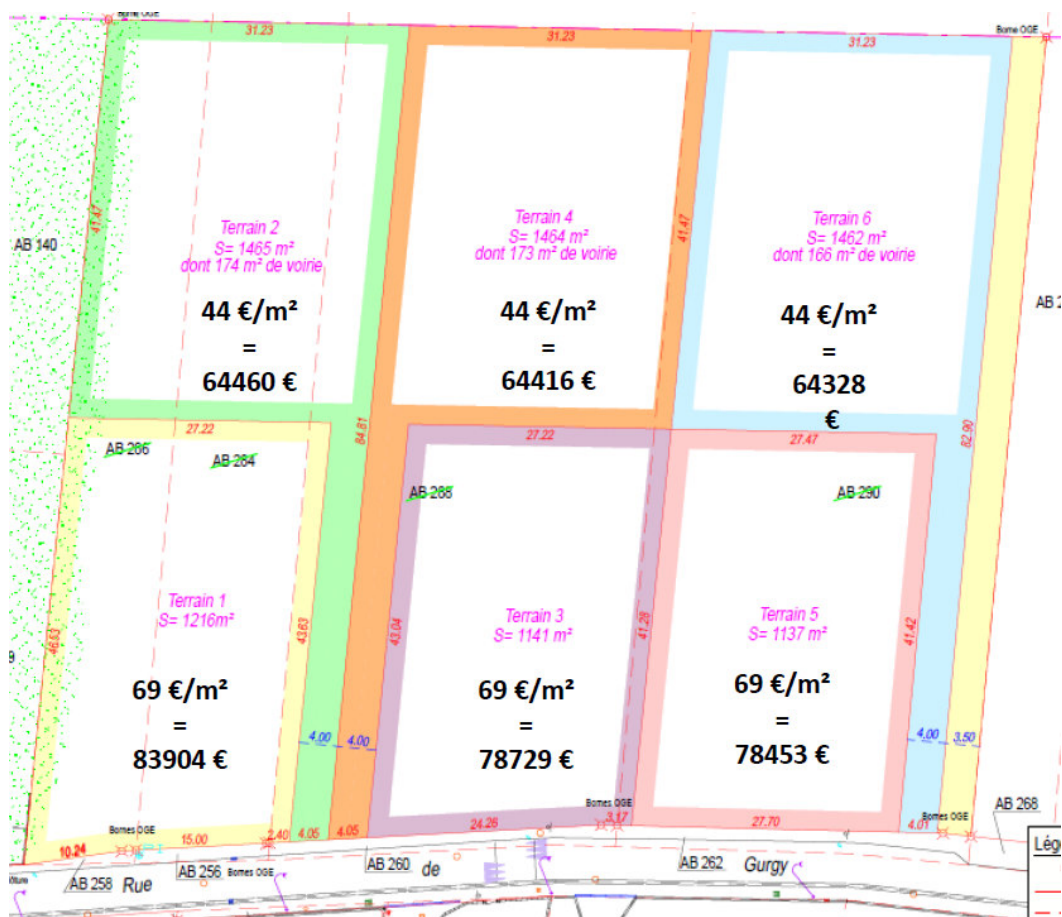 Borne OGE
Borne OGE
31.23
31.23
31.23
41.47
41.47
AB 140
Terrain 2
S= 1465 m²
dont 174 m² de voirie
44 €/m²
=
64460 €
Terrain 4
S= 1464 m²
dont 173 m² de voirie
44 €/m²
=
64416 €
Terrain 6
S= 1462 m²
dont 166 m² de voirie
44 €/m²
=
64328
€
AB 2
27.22
84.81
27.22
27.47
82.90
AB 266
AB 284
AB 288
AB 290
Terrain 1
S= 1216m²
69 €/m²
=
83904 €
Terrain 3
S= 1141 m²
69 €/m²
=
78729 €
Terrain 5
S= 1137 m²
69 €/m²
=
78453 €
46.53
43.63
43.04
41.28
41.42
9
4.00
4.00
4.00
3.50
Bornes OGE
Bornes OGE
Bornes OGE
10.24
15.00
2.40
4.05
4.05
24.26
3.17
27.70
4.01
AB 268
AB 258
Rue
AB 256
Bornes OGE
AB 260
de
AB 262
Gurgy
Lég